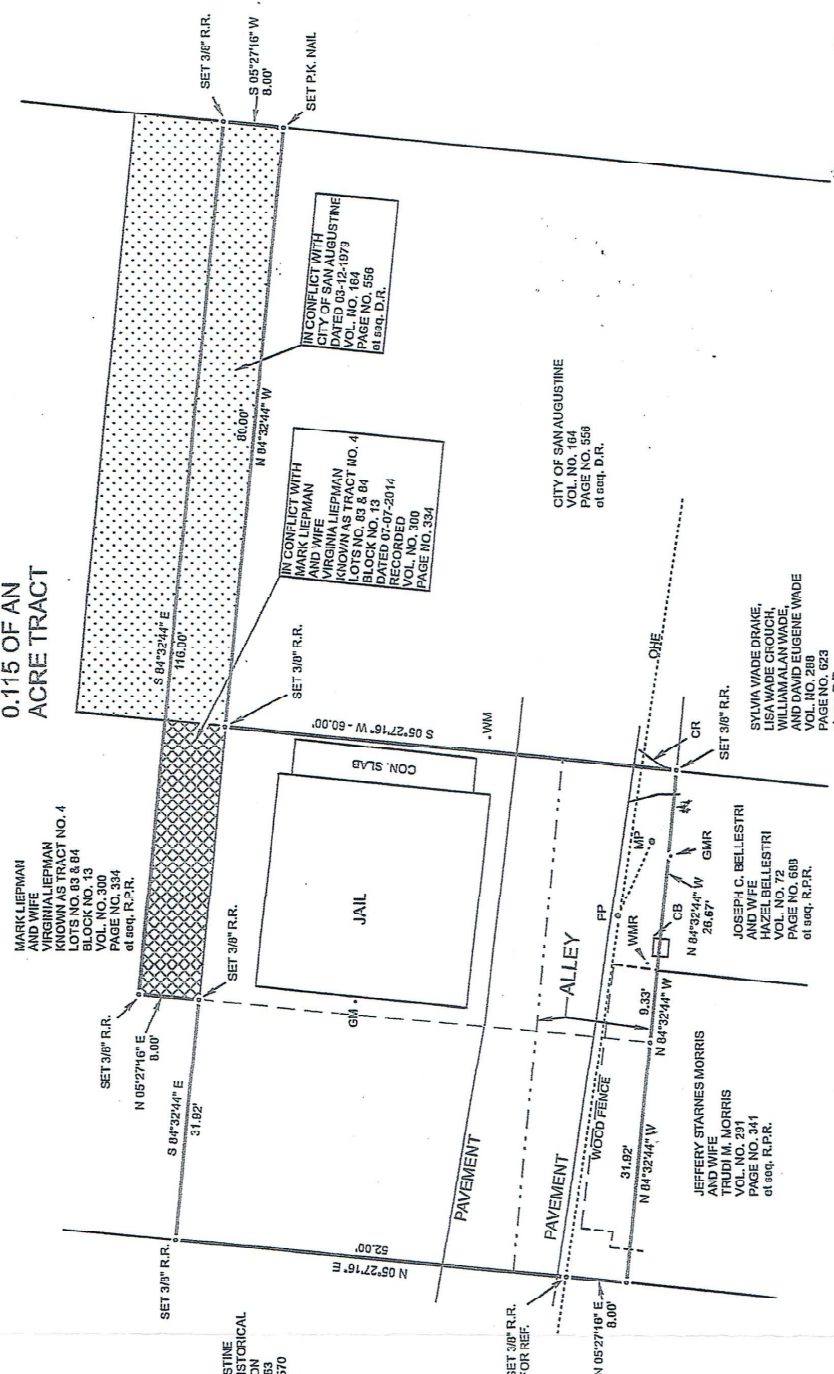 0.115 OF AN
ACRE TRACT
SET 3/8" R.R.
S 05°27'16" W
8.00'
SET P.K. NAIL
MARK LIEPMAN
AND WIFE
VIRGINIA LIEPMAN
KNOWN AS TRACT NO. 4
LOTS NO. 83 & 84
BLOCK NO. 13
VOL. NO. 300
PAGE NO. 334
et seq. R.P.R.
S 84°32'44" E
116.00'
IN CONFLICT WITH
CITY OF SAN AUGUSTINE
DATED 03-12-1979
VOL. NO. 164
PAGE NO. 556
et seq. D.R.
80.00'
N 84°32'44" W
IN CONFLICT WITH
MARK LIEPMAN
AND WIFE
VIRGINIA LIEPMAN
KNOWN AS TRACT NO. 4
LOTS NO. 83 & 84
BLOCK NO. 13
DATED 07-07-2014
RECORDED
VOL. NO. 300
PAGE NO. 334
SET 3/8" R.R.
SET 3/8" R.R.
N 05°27'16" E
8.00'
SET 3/8" R.R.
S 84°32'44" E
31.92'
SET 3/8" R.R.
S 05°27'16" W - 60.00'
CON. SLAB
JAIL
GM
WM
CITY OF SAN AUGUSTINE
VOL. NO. 164
PAGE NO. 556
et seq. D.R.
N 05°27'16" E
52.00'
PAVEMENT
PAVEMENT
ALLEY
WOOD FENCE
OHE
PP
MP
CR
SET 3/8" R.R.
WMR
CB
GMR
N 84°32'44" W
26.67'
9.33'
N 84°32'44" W
31.92'
N 84°32'44" W
SET 3/8" R.R.
FOR REF.
N 05°27'16" E
8.00'
STINE
ISTORICAL
ON
63
570
JEFFERY STARNES MORRIS
AND WIFE
TRUDI M. MORRIS
VOL. NO. 291
PAGE NO. 341
et seq. R.P.R.
JOSEPH C. BELLESTRI
AND WIFE
HAZEL BELLESTRI
VOL. NO. 72
PAGE NO. 688
et seq. R.P.R.
SYLVIA WADE DRAKE,
LISA WADE CROUCH,
WILLIAM ALAN WADE,
AND DAVID EUGENE WADE
VOL. NO. 288
PAGE NO. 623